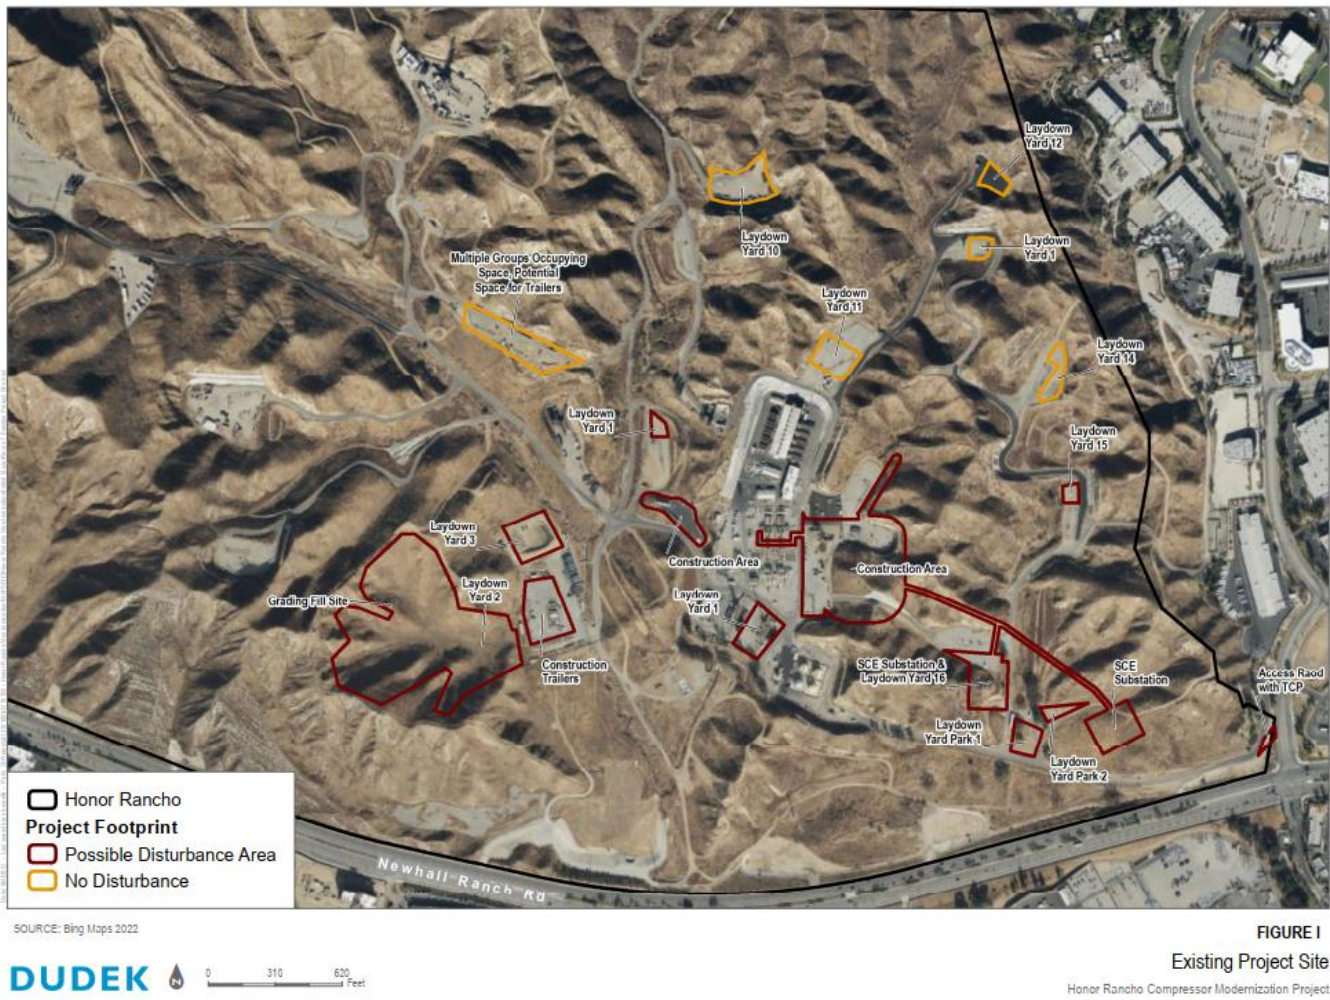 Laydown
Yard 12
Laydown
Yard 10
Laydown
Yard 1
Multiple Groups Occupying
Space, Potential
Space for Trailers
Laydown
Yard 11
Laydown
Yard 14
Laydown
Yard 1
Laydown
Yard 15
Laydown
Yard 3
Construction Area
Construction Area
Laydown
Yard 2
Grading Fill Site
Laydown
Yard 1
Construction
Trailers
SCE Substation &
Laydown Yard 16
SCE
Substation
Access Raod
with TCP
Laydown
Yard Park 1
Laydown
Yard Park 2
Honor Rancho
Project Footprint
Possible Disturbance Area
No Disturbance
Newhall Ranch Rd
SOURCE: Bing Maps 2022
FIGURE I
Existing Project Site
Honor Rancho Compressor Modernization Project
DUDEK
N
0 310 620
Feet